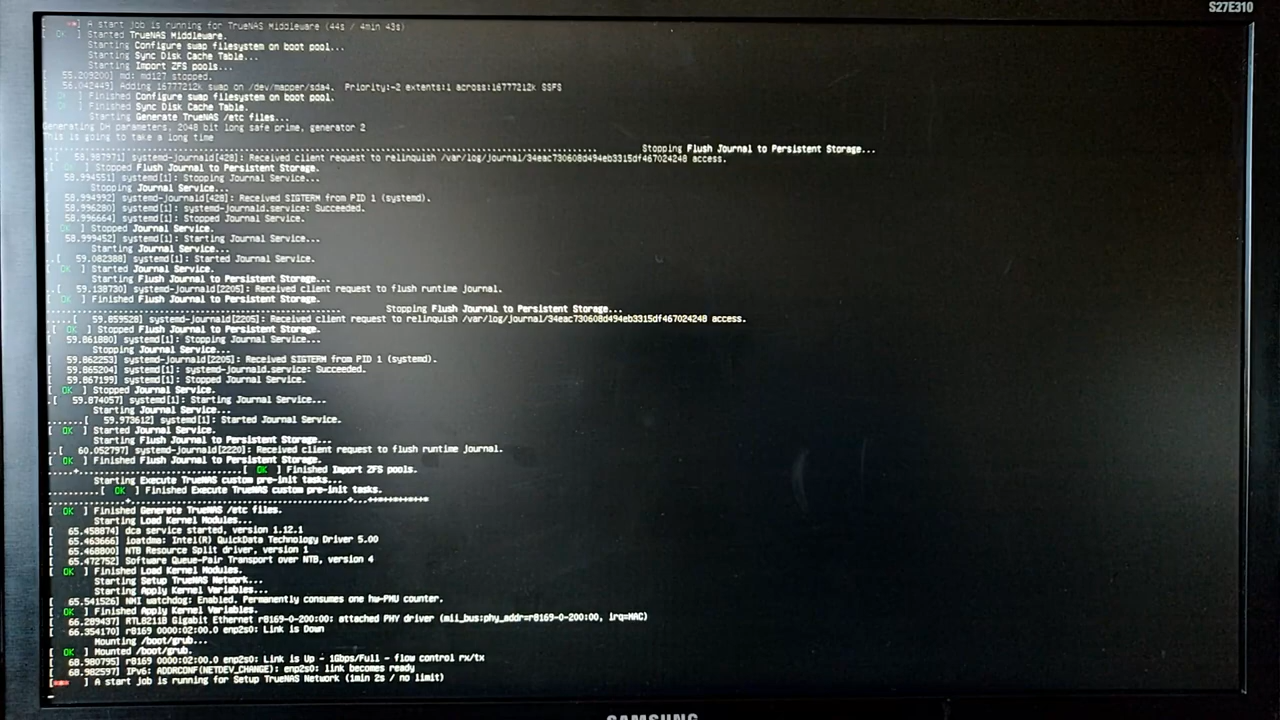 S27E310
[ ***] A start job is running for TrueNAS Middleware (44s / 4min 43s)
[ OK ] Started TrueNAS Middleware.
Starting Configure swap filesystem on boot pool...
Starting Sync Disk Cache Table...
Starting Import ZFS pools...
[ 55.209200] md: md127 stopped.
[ 56.042449] Adding 16777212k swap on /dev/mapper/sda4. Priority:-2 extents:1 across:16777212k SSFS
[ OK ] Finished Configure swap filesystem on boot pool.
[ OK ] Finished Sync Disk Cache Table.
Starting Generate TrueNAS /etc files...
Generating DH parameters, 2048 bit long safe prime, generator 2
This is going to take a long time
Stopping Flush Journal to Persistent Storage...
..[ 58.987971] systemd-journald[428]: Received client request to relinquish /var/log/journal/34eac730608d494eb3315df467024248 access.
[ OK ] Stopped Flush Journal to Persistent Storage.
[ 58.994551] systemd[1]: Stopping Journal Service...
Stopping Journal Service...
[ 58.994992] systemd-journald[428]: Received SIGTERM from PID 1 (systemd).
[ 58.996280] systemd[1]: systemd-journald.service: Succeeded.
[ 58.996664] systemd[1]: Stopped Journal Service.
[ OK ] Stopped Journal Service.
[ 58.999452] systemd[1]: Starting Journal Service...
Starting Journal Service...
..[ 59.082388] systemd[1]: Started Journal Service.
[ OK ] Started Journal Service.
Starting Flush Journal to Persistent Storage...
..[ 59.138730] systemd-journald[2205]: Received client request to flush runtime journal.
[ OK ] Finished Flush Journal to Persistent Storage.
Stopping Flush Journal to Persistent Storage...
.....[ 59.859528] systemd-journald[2205]: Received client request to relinquish /var/log/journal/34eac730608d494eb3315df467024248 access.
[ OK ] Stopped Flush Journal to Persistent Storage.
[ 59.861880] systemd[1]: Stopping Journal Service...
Stopping Journal Service...
[ 59.862253] systemd-journald[2205]: Received SIGTERM from PID 1 (systemd).
[ 59.865204] systemd[1]: systemd-journald.service: Succeeded.
[ 59.867199] systemd[1]: Stopped Journal Service.
[ OK ] Stopped Journal Service.
.[ 59.874057] systemd[1]: Starting Journal Service...
Starting Journal Service...
.......[ 59.973612] systemd[1]: Started Journal Service.
[ OK ] Started Journal Service.
Starting Flush Journal to Persistent Storage...
..[ 60.052797] systemd-journald[2220]: Received client request to flush runtime journal.
[ OK ] Finished Flush Journal to Persistent Storage.
.....+................................[ OK ] Finished Import ZFS pools.
Starting Execute TrueNAS custom pre-init tasks...
..........[ OK ] Finished Execute TrueNAS custom pre-init tasks.
[ OK ] Finished Generate TrueNAS /etc files.
Starting Load Kernel Modules...
[ 65.458874] dca service started, version 1.12.1
[ 65.463666] ioatdma: Intel(R) QuickData Technology Driver 5.00
[ 65.468800] NTB Resource Split driver, version 1
[ 65.472752] Software Queue-Pair Transport over NTB, version 4
[ OK ] Finished Load Kernel Modules.
Starting Setup TrueNAS Network...
Starting Apply Kernel Variables...
[ 65.541526] NMI watchdog: Enabled. Permanently consumes one hw-PMU counter.
[ OK ] Finished Apply Kernel Variables.
[ 66.289437] RTL8211B Gigabit Ethernet r8169-0-200:00: attached PHY driver (mii_bus:phy_addr=r8169-0-200:00, irq=MAC)
[ 66.354170] r8169 0000:02:00.0 enp2s0: Link is Down
Mounting /boot/grub...
[ OK ] Mounted /boot/grub.
[ 68.980795] r8169 0000:02:00.0 enp2s0: Link is Up - 1Gbps/Full - flow control rx/tx
[ 68.982597] IPv6: ADDRCONF(NETDEV_CHANGE): enp2s0: link becomes ready
[*** ] A start job is running for Setup TrueNAS Network (1min 2s / no limit)
SAMSUNG